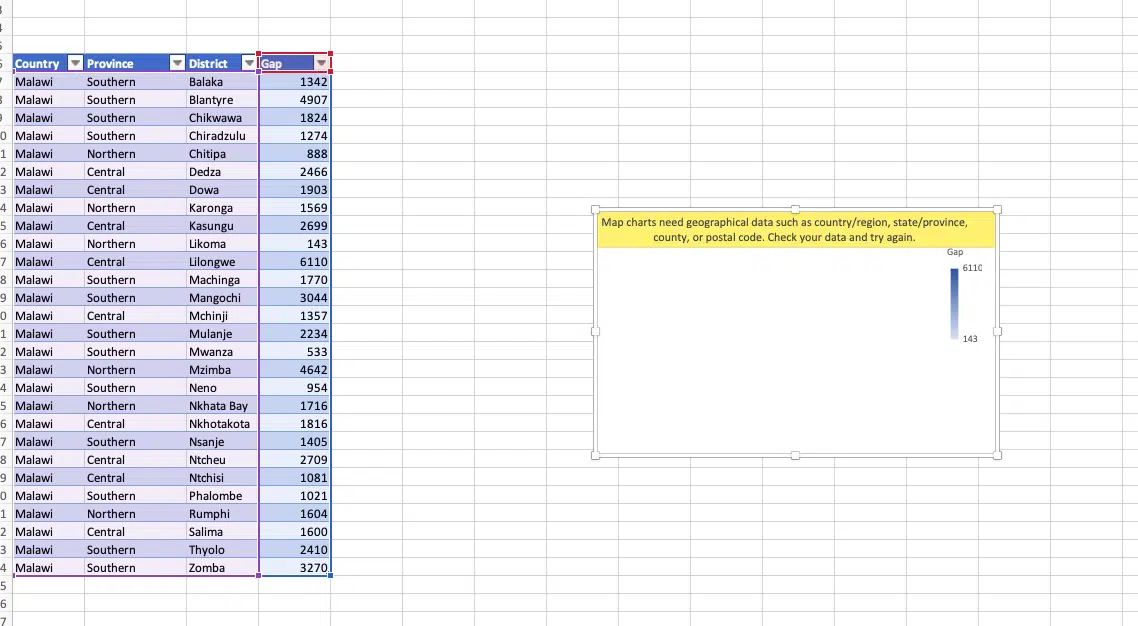 Country Province District Gap
Malawi Southern Balaka 1342
Malawi Southern Blantyre 4907
Malawi Southern Chikwawa 1824
Malawi Southern Chiradzulu 1274
Malawi Northern Chitipa 888
Malawi Central Dedza 2466
Malawi Central Dowa 1903
Malawi Northern Karonga 1569
Malawi Central Kasungu 2699
Malawi Northern Likoma 143
Malawi Central Lilongwe 6110
Malawi Southern Machinga 1770
Malawi Southern Mangochi 3044
Malawi Central Mchinji 1357
Malawi Southern Mulanje 2234
Malawi Southern Mwanza 533
Malawi Northern Mzimba 4642
Malawi Southern Neno 954
Malawi Northern Nkhata Bay 1716
Malawi Central Nkhotakota 1816
Malawi Southern Nsanje 1405
Malawi Central Ntcheu 2709
Malawi Central Ntchisi 1081
Malawi Southern Phalombe 1021
Malawi Northern Rumphi 1604
Malawi Central Salima 1600
Malawi Southern Thyolo 2410
Malawi Southern Zomba 3270
Map charts need geographical data such as country/region, state/province,
county, or postal code. Check your data and try again.
Gap
6110
143